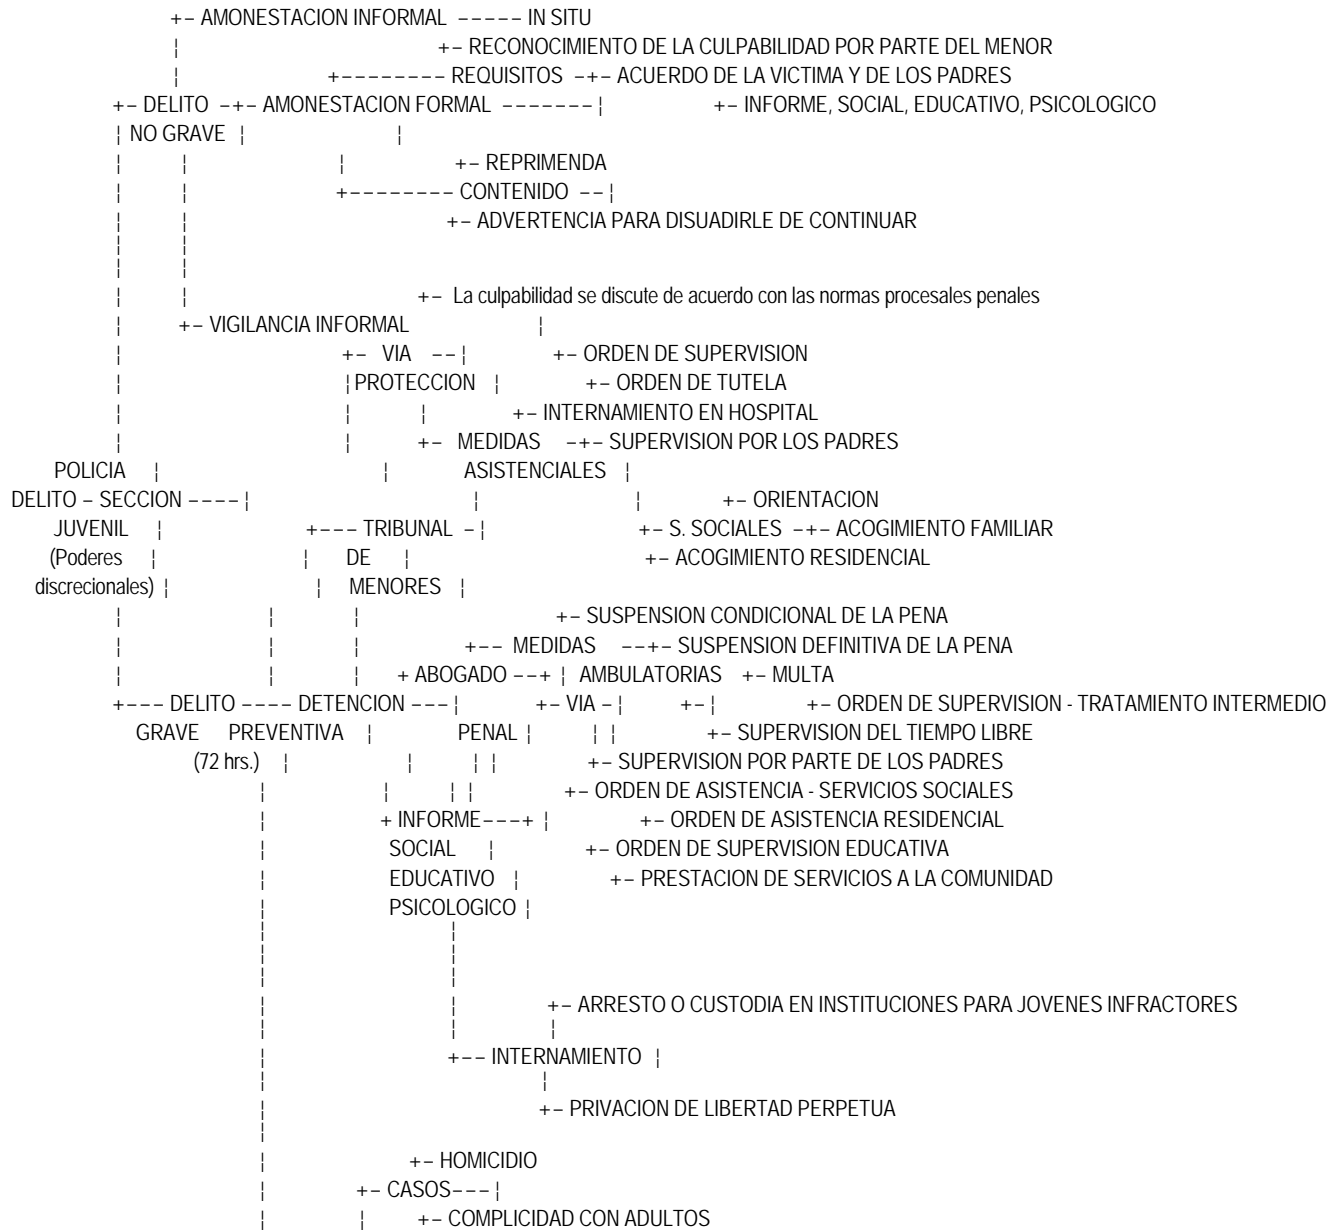 +- AMONESTACION INFORMAL ----- IN SITU
¦ +- RECONOCIMIENTO DE LA CULPABILIDAD POR PARTE DEL MENOR
¦ +-------- REQUISITOS -+- ACUERDO DE LA VICTIMA Y DE LOS PADRES
+- DELITO -+- AMONESTACION FORMAL -------¦ +- INFORME, SOCIAL, EDUCATIVO, PSICOLOGICO
¦ NO GRAVE ¦ ¦
¦ ¦ ¦ +- REPRIMENDA
¦ ¦ +-------- CONTENIDO --¦
¦ ¦ +- ADVERTENCIA PARA DISUADIRLE DE CONTINUAR
¦ ¦
¦ ¦
¦ ¦ +- La culpabilidad se discute de acuerdo con las normas procesales penales
¦ +- VIGILANCIA INFORMAL ¦
¦ +- VIA --¦ +- ORDEN DE SUPERVISION
¦ ¦PROTECCION ¦ +- ORDEN DE TUTELA
¦ ¦ ¦ +- INTERNAMIENTO EN HOSPITAL
¦ ¦ +- MEDIDAS -+- SUPERVISION POR LOS PADRES
POLICIA ¦ ¦ ASISTENCIALES ¦
DELITO - SECCION ----¦ ¦ ¦ +- ORIENTACION
JUVENIL ¦ +--- TRIBUNAL -¦ +- S. SOCIALES -+- ACOGIMIENTO FAMILIAR
(Poderes ¦ ¦ DE ¦ +- ACOGIMIENTO RESIDENCIAL
discrecionales) ¦ ¦ MENORES ¦
¦ ¦ ¦ +- SUSPENSION CONDICIONAL DE LA PENA
¦ ¦ ¦ +-- MEDIDAS --+- SUSPENSION DEFINITIVA DE LA PENA
¦ ¦ ¦ + ABOGADO --+ ¦ AMBULATORIAS +- MULTA
+--- DELITO ---- DETENCION ---¦ +- VIA -¦ +-¦ +- ORDEN DE SUPERVISION - TRATAMIENTO INTERMEDIO
GRAVE PREVENTIVA ¦ PENAL ¦ ¦ ¦ +- SUPERVISION DEL TIEMPO LIBRE
(72 hrs.) ¦ ¦ ¦ ¦ +- SUPERVISION POR PARTE DE LOS PADRES
¦ ¦ ¦ ¦ +- ORDEN DE ASISTENCIA - SERVICIOS SOCIALES
¦ + INFORME---+ ¦ +- ORDEN DE ASISTENCIA RESIDENCIAL
¦ SOCIAL ¦ +- ORDEN DE SUPERVISION EDUCATIVA
¦ EDUCATIVO ¦ +- PRESTACION DE SERVICIOS A LA COMUNIDAD
¦ PSICOLOGICO ¦
¦ ¦
¦ ¦
¦ ¦
¦ ¦ +- ARRESTO O CUSTODIA EN INSTITUCIONES PARA JOVENES INFRACTORES
¦ ¦ ¦
¦ +-- INTERNAMIENTO ¦
¦ ¦
¦ +- PRIVACION DE LIBERTAD PERPETUA
¦
¦ +- HOMICIDIO
¦ +- CASOS---¦
¦ ¦ +- COMPLICIDAD CON ADULTOS